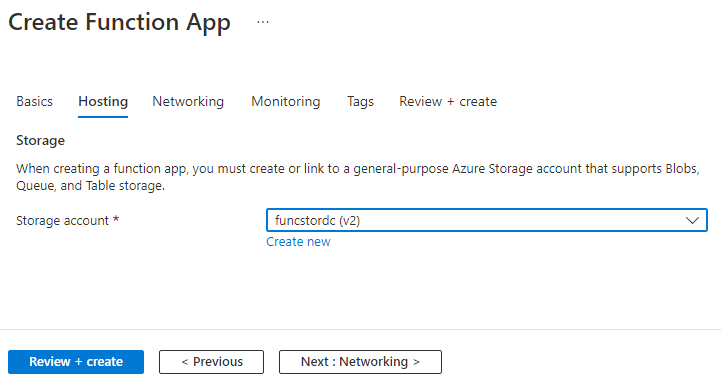 Create Function App ...
Basics Hosting Networking Monitoring Tags Review + create
Storage
When creating a function app, you must create or link to a general-purpose Azure Storage account that supports Blobs,
Queue, and Table storage.
Storage account * funcstordc (v2)
Create new
Review + create < Previous Next : Networking >